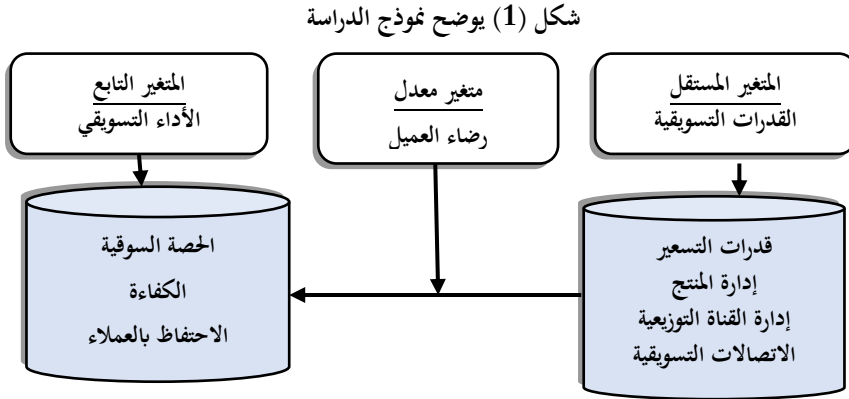 شكل (1) يوضح نموذج الدراسة
المتغير المستقل
القدرات التسويقية
متغير معدل
رضاء العميل
المتغير التابع
الأداء التسويقي
قدرات التسعير
إدارة المنتج
إدارة القناة التوزيعية
الاتصالات التسويقية
الحصة السوقية
الكفاءة
الاحتفاظ بالعملاء